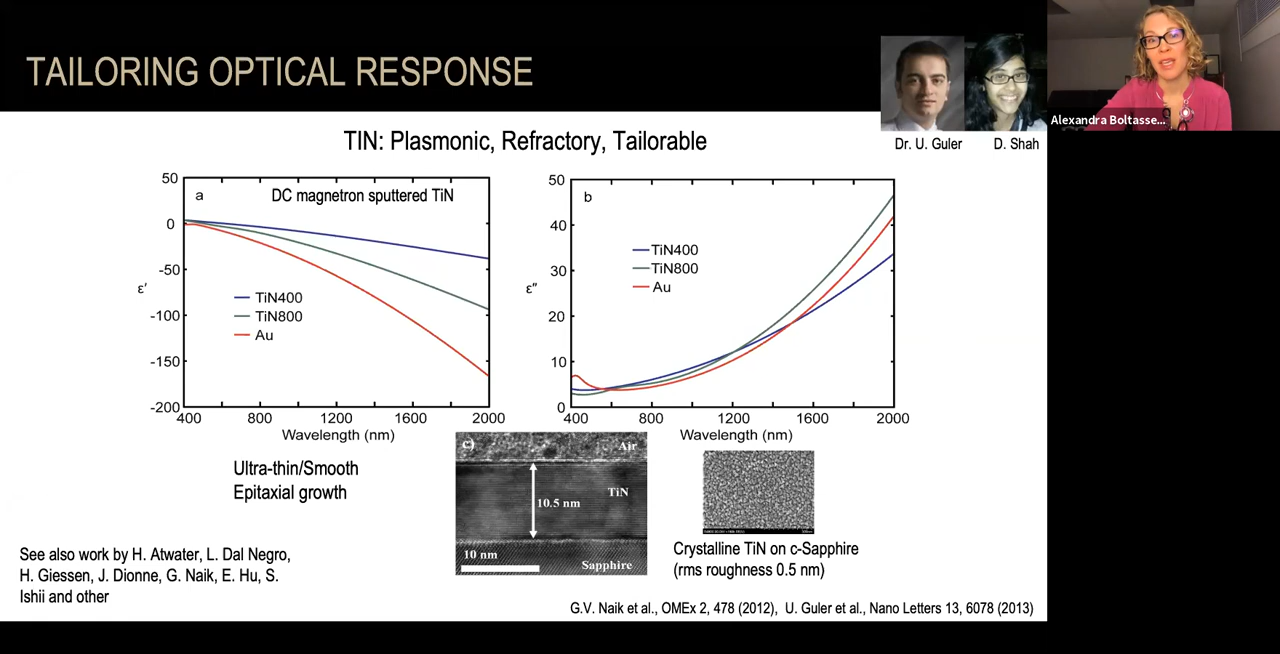 TAILORING OPTICAL RESPONSE
Alexandra Boltasse...
Dr. U. Guler
D. Shah
TIN: Plasmonic, Refractory, Tailorable
a
DC magnetron sputtered TiN
50
0
-50
-100
-150
-200
ε′
TiN400
TiN800
Au
400
800
1200
1600
2000
Wavelength (nm)
b
50
40
30
20
10
0
ε″
TiN400
TiN800
Au
400
800
1200
1600
2000
Wavelength (nm)
Ultra-thin/Smooth
Epitaxial growth
c)
Air
TiN
10.5 nm
10 nm
Sapphire
Crystalline TiN on c-Sapphire
(rms roughness 0.5 nm)
See also work by H. Atwater, L. Dal Negro,
H. Giessen, J. Dionne, G. Naik, E. Hu, S.
Ishii and other
G.V. Naik et al., OMEx 2, 478 (2012), U. Guler et al., Nano Letters 13, 6078 (2013)